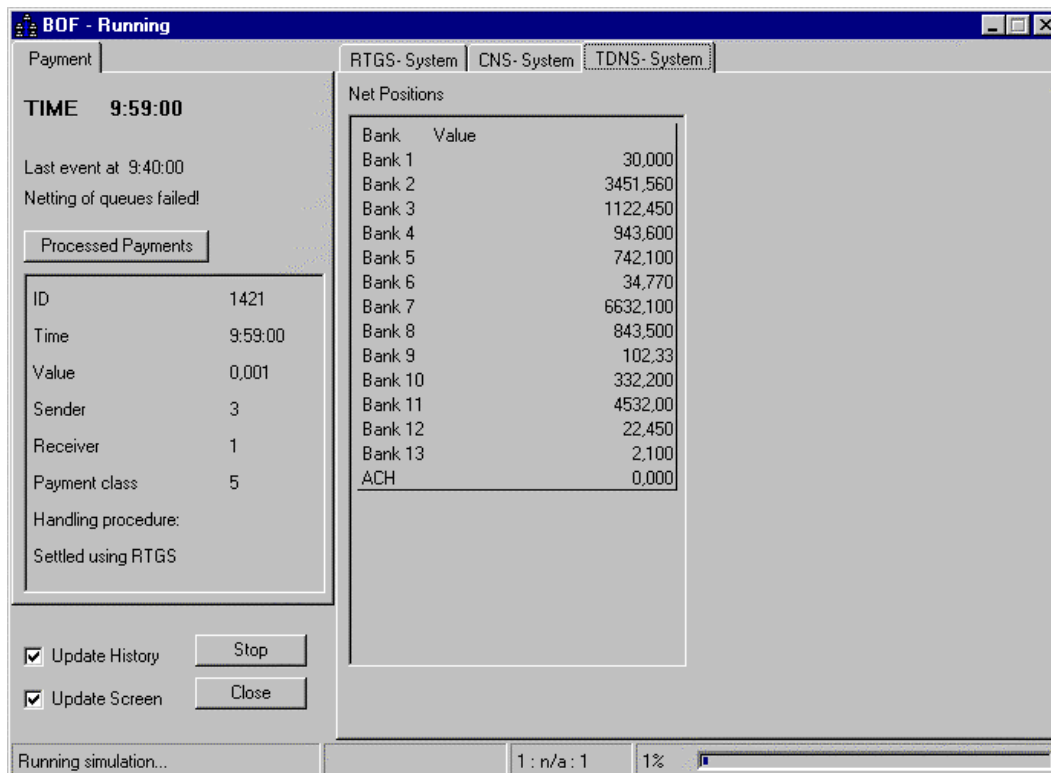 BOF - Running
Payment
TIME 9:59:00
Last event at 9:40:00
Netting of queues failed!
Processed Payments
ID 1421
Time 9:59:00
Value 0,001
Sender 3
Receiver 1
Payment class 5
Handling procedure:
Settled using RTGS
Update History
Stop
Update Screen
Close
RTGS- System CNS- System TDNS- System
Net Positions
Bank Value
Bank 1 30,000
Bank 2 3451,560
Bank 3 1122,450
Bank 4 943,600
Bank 5 742,100
Bank 6 34,770
Bank 7 6632,100
Bank 8 843,500
Bank 9 102,33
Bank 10 332,200
Bank 11 4532,00
Bank 12 22,450
Bank 13 2,100
ACH 0,000
Running simulation... 1 : n/a : 1 1%